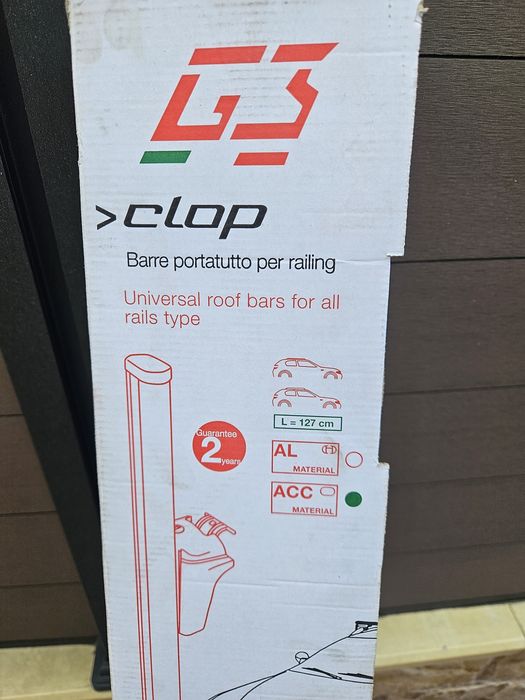 G3
>clop
Barre portatutto per railing
Universal roof bars for all
rails type
Guarantee
2
years
L = 127 cm
AL
MATERIAL
ACC
MATERIAL